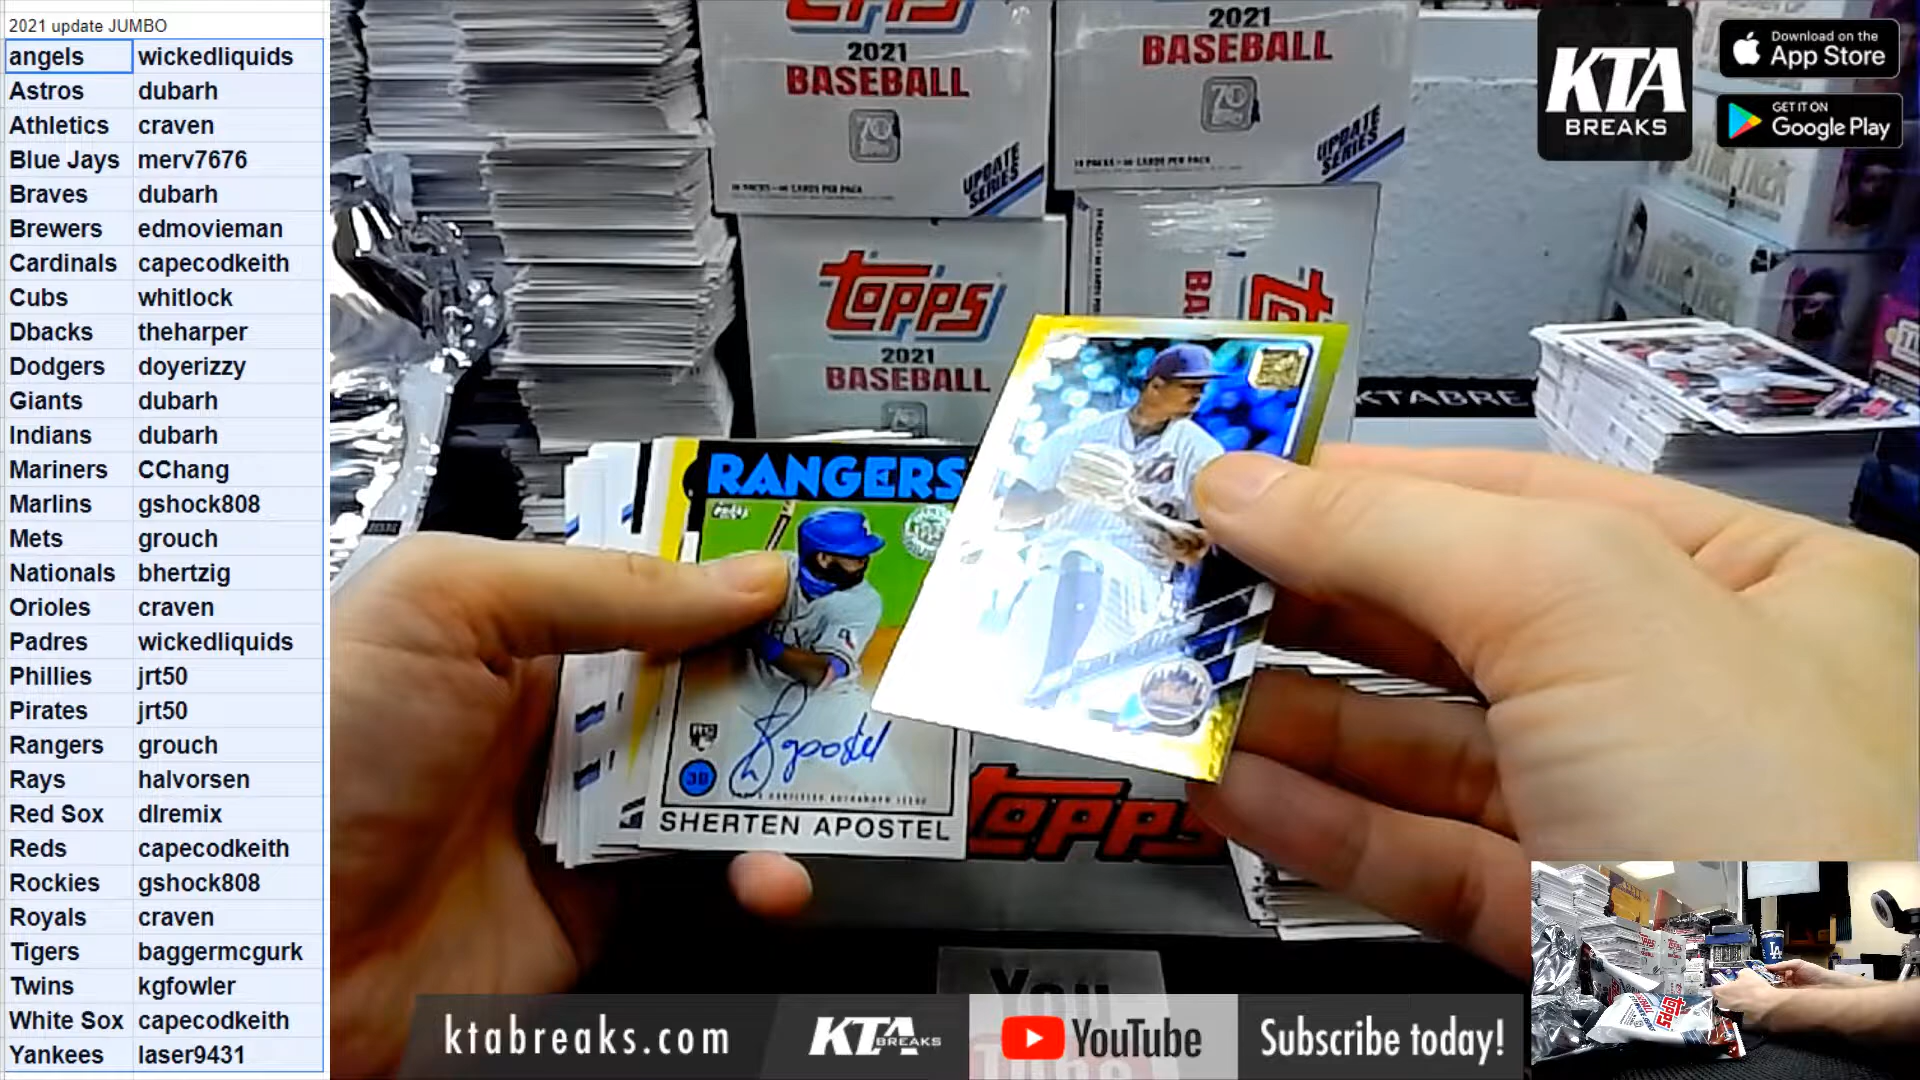 2021 update JUMBO
angels wickedliquids
Astros dubarh
Athletics craven
Blue Jays merv7676
Braves dubarh
Brewers edmovieman
Cardinals capecodkeith
Cubs whitlock
Dbacks theharper
Dodgers doyerizzy
Giants dubarh
Indians dubarh
Mariners CChang
Marlins gshock808
Mets grouch
Nationals bhertzig
Orioles craven
Padres wickedliquids
Phillies jrt50
Pirates jrt50
Rangers grouch
Rays halvorsen
Red Sox dlremix
Reds capecodkeith
Rockies gshock808
Royals craven
Tigers baggermcgurk
Twins kgfowler
White Sox capecodkeith
Yankees laser9431
2021
BASEBALL
UPDATE
SERIES
2021
BASEBALL
UPDATE
SERIES
Topps
2021
BASEBALL
KTA
BREAKS
Download on the
App Store
GET IT ON
Google Play
KTABRE
RANGERS
Topps
3B
SHERTEN APOSTEL
Topps
You
ktabreaks.com
KTA BREAKS
YouTube
Subscribe today!